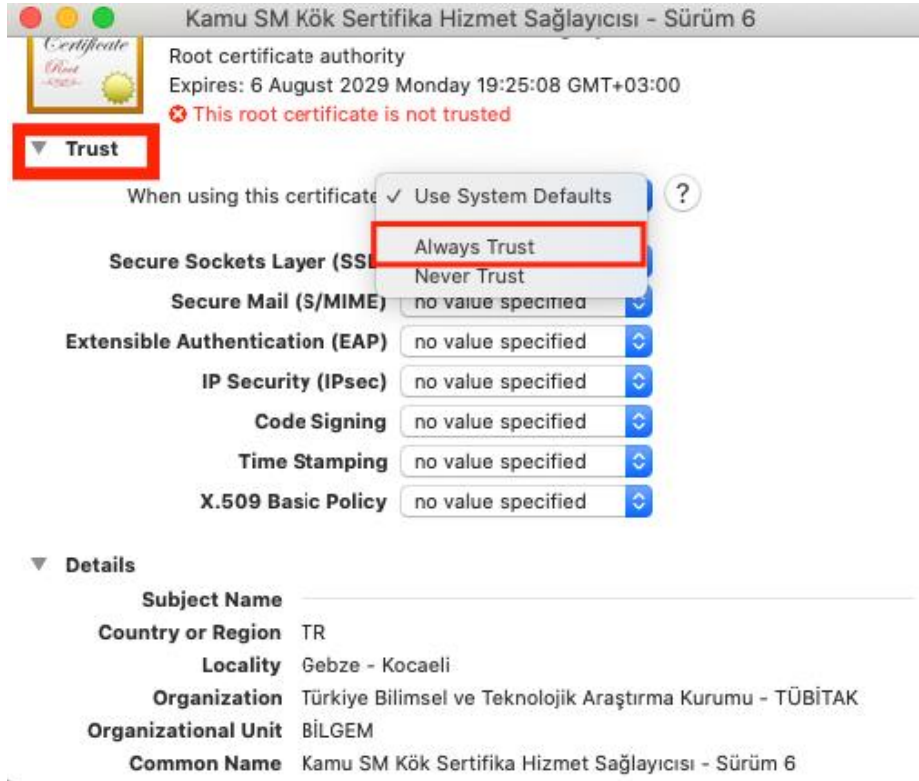 Kamu SM Kök Sertifika Hizmet Sağlayıcısı – Sürüm 6
Certificate
Root
Root certificate authority
Expires: 6 August 2029 Monday 19:25:08 GMT+03:00
This root certificate is not trusted
Trust
When using this certificate ✓ Use System Defaults ?
Always Trust
Secure Sockets Layer (SSL
Never Trust
Secure Mail (S/MIME) no value specified
Extensible Authentication (EAP) no value specified
IP Security (IPsec) no value specified
Code Signing no value specified
Time Stamping no value specified
X.509 Basic Policy no value specified
Details
Subject Name
Country or Region TR
Locality Gebze - Kocaeli
Organization Türkiye Bilimsel ve Teknolojik Araştırma Kurumu - TÜBİTAK
Organizational Unit BİLGEM
Common Name Kamu SM Kök Sertifika Hizmet Sağlayıcısı - Sürüm 6